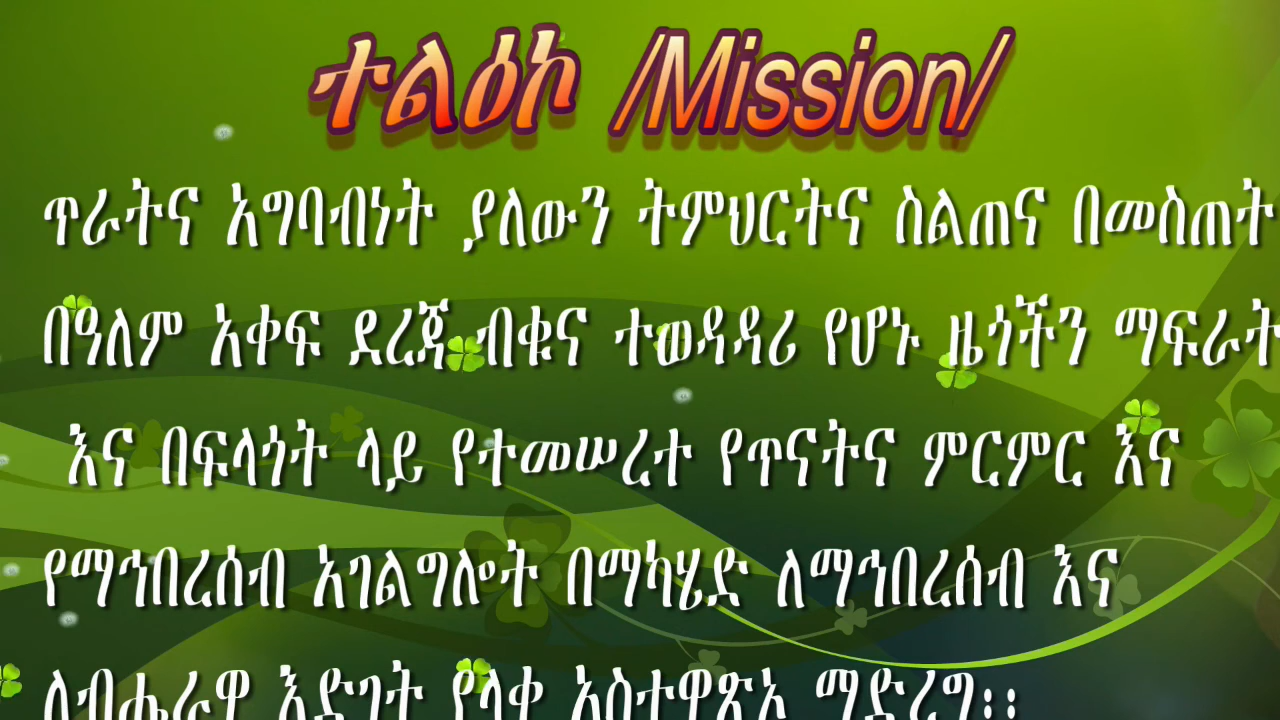 ተልዕኮ /Mission/
ጥራትና አግባብነት ያለውን ትምህርትና ስልጠና በመስጠት
በዓለም አቀፍ ደረጃ ብቁና ተወዳዳሪ የሆኑ ዜጎችን ማፍራት
እና በፍላጎት ላይ የተመሠረተ የጥናትና ምርምር እና
የማኅበረሰብ አገልግሎት በማካሄድ ለማኅበረሰብ እና
ለብሔራዊ እድገት የላቀ አስተዋጽኦ ማድረግ፡፡